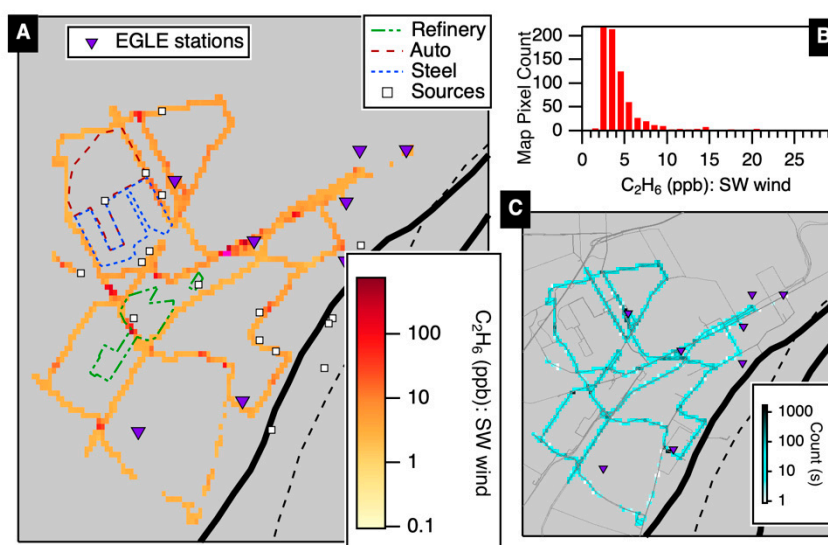 A
EGLE stations
Refinery
Auto
Steel
Sources
C₂H₆ (ppb): SW wind
100
10
1
0.1
B
Map Pixel Count
200
150
100
50
0
0 5 10 15 20 25
C₂H₆ (ppb): SW wind
C
Count (s)
1000
100
10
1